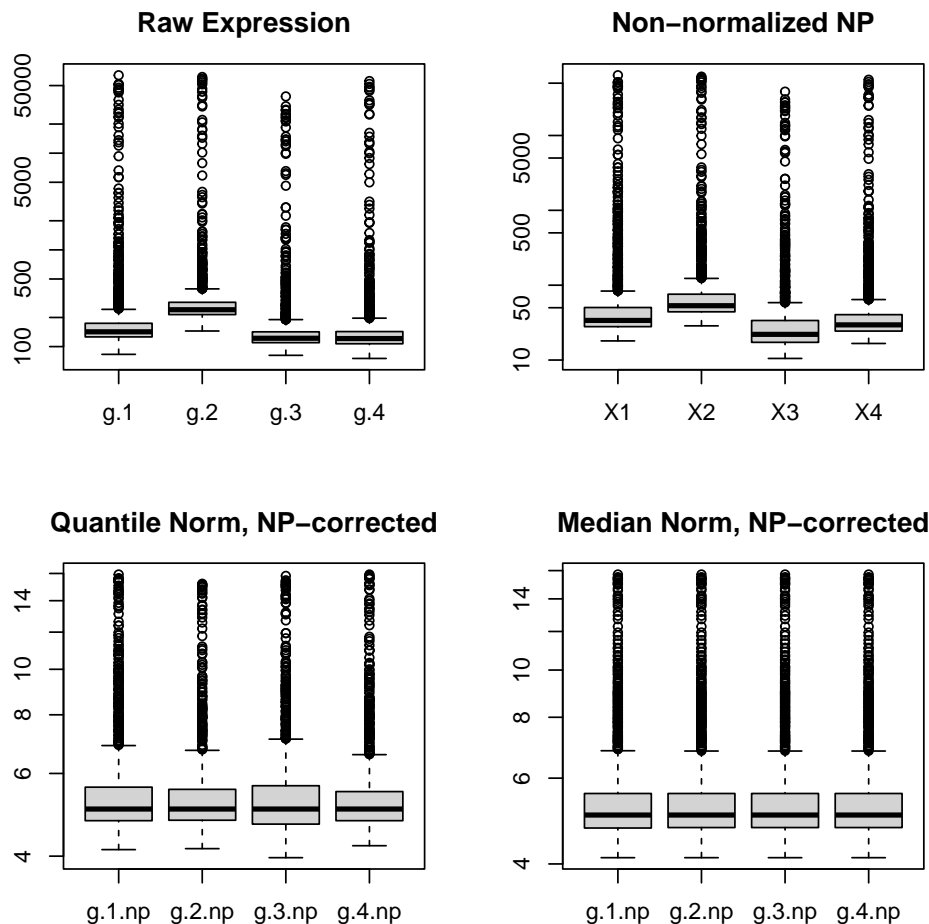 Raw Expression
50000
5000
500
100
g.1 g.2 g.3 g.4
Non−normalized NP
5000
500
50
10
X1 X2 X3 X4
Quantile Norm, NP−corrected
14
10
8
6
4
g.1.np g.2.np g.3.np g.4.np
Median Norm, NP−corrected
14
10
8
6
4
g.1.np g.2.np g.3.np g.4.np